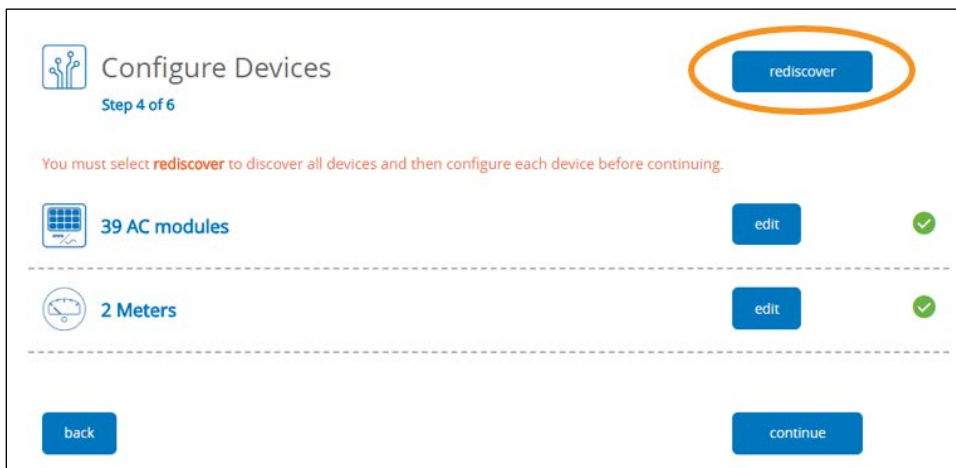 Configure Devices
rediscover
Step 4 of 6
You must select rediscover to discover all devices and then configure each device before continuing.
39 AC modules
edit
2 Meters
edit
back
continue